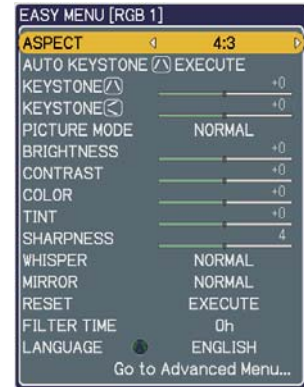 EASY MENU [RGB 1]
ASPECT 4:3
AUTO KEYSTONE EXECUTE
KEYSTONE +0
KEYSTONE +0
PICTURE MODE NORMAL
BRIGHTNESS +0
CONTRAST +0
COLOR +0
TINT +0
SHARPNESS 4
WHISPER NORMAL
MIRROR NORMAL
RESET EXECUTE
FILTER TIME 0h
LANGUAGE ENGLISH
Go to Advanced Menu...